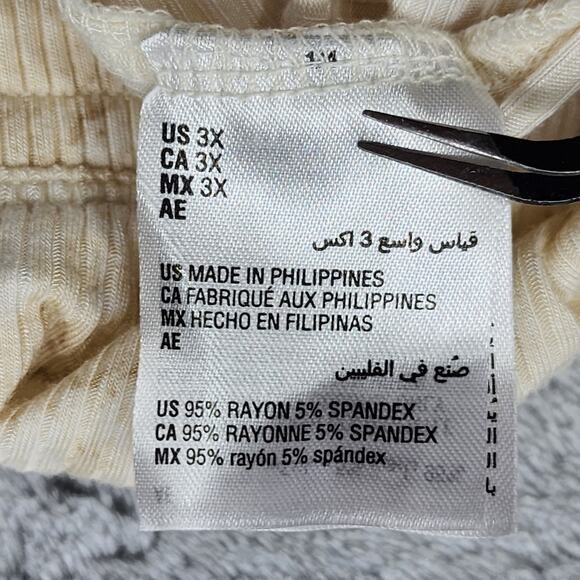 US 3X
CA 3X
MX 3X
AE
قياس واسع 3 اكس
US MADE IN PHILIPPINES
CA FABRIQUÉ AUX PHILIPPINES
MX HECHO EN FILIPINAS
AE
صُنع في الفليبين
US 95% RAYON 5% SPANDEX
CA 95% RAYONNE 5% SPANDEX
MX 95% rayón 5% spándex